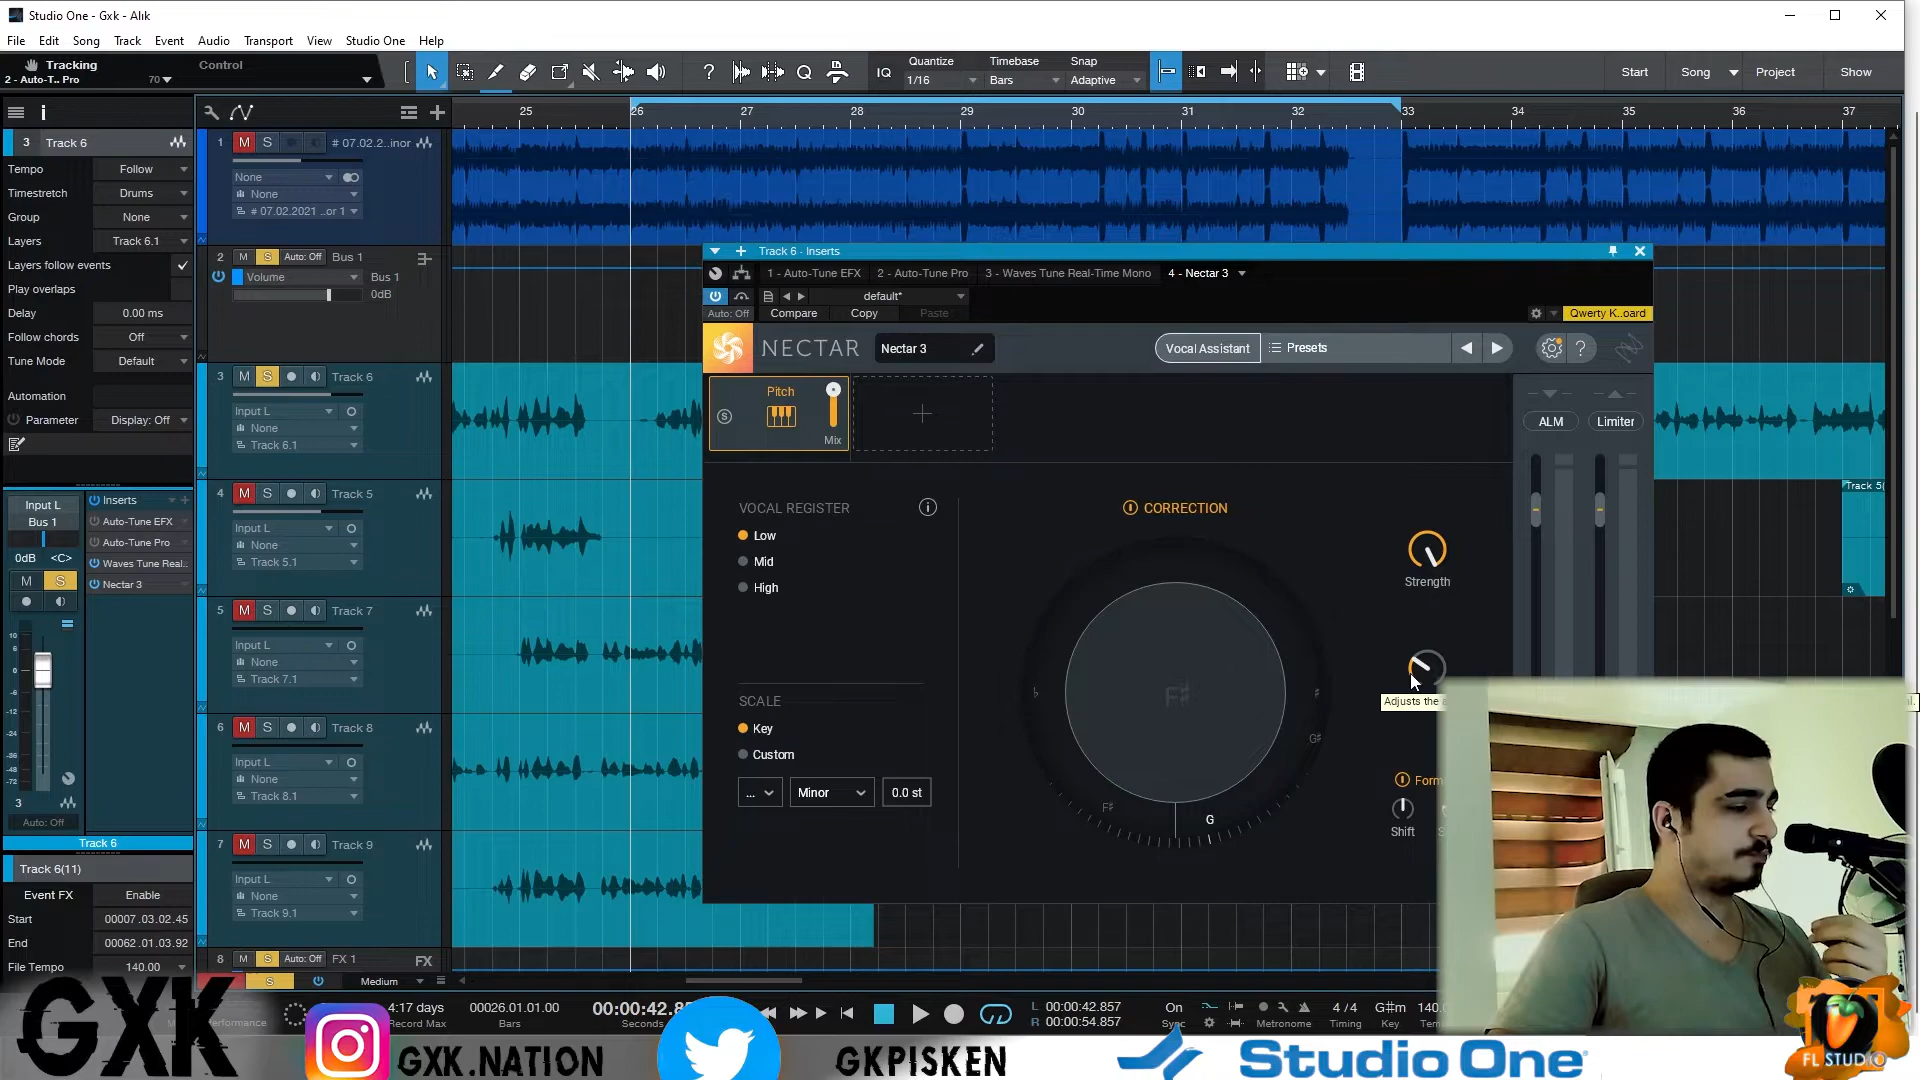 Studio One - Gxk - Alık
File Edit Song Track Event Audio Transport View Studio One Help
Tracking
2 - Auto-T.. Pro
70
Control
IQ
Quantize
1/16
Timebase
Bars
Snap
Adaptive
Start Song Project Show
25 26 27 28 29 30 31 32 33 34 35 36 37
3 Track 6
Tempo Follow
Timestretch Drums
Group None
Layers Track 6.1
Layers follow events
Play overlaps
Delay 0.00 ms
Follow chords Off
Tune Mode Default
Automation
Parameter Display: Off
1 M S # 07.02.2..inor
None
None
# 07.02.2021 ..or 1
2 M S Auto: Off Bus 1
Volume Bus 1
0dB
3 M S Track 6
Input L
None
Track 6.1
4 M S Track 5
Input L
None
Track 5.1
5 M S Track 7
Input L
None
Track 7.1
6 M S Track 8
Input L
None
Track 8.1
7 M S Track 9
Input L
None
Track 9.1
8 M S Auto: Off FX 1 FX
S Medium
Input L
Bus 1
0dB <C>
M S
Inserts
Auto-Tune EFX
Auto-Tune Pro
Waves Tune Real..
Nectar 3
3
Auto: Off
Track 6
Track 6(11)
Event FX Enable
Start 00007.03.02.45
End 00062.01.03.92
File Tempo 140.00
Track 6 - Inserts
1 - Auto-Tune EFX 2 - Auto-Tune Pro 3 - Waves Tune Real-Time Mono 4 - Nectar 3
default*
Auto: Off Compare Copy Paste
Qwerty K..oard
NECTAR
Nectar 3
Vocal Assistant
Presets
Pitch
S
Mix
ALM
Limiter
VOCAL REGISTER
Low
Mid
High
CORRECTION
Strength
Adjusts the
SCALE
Key
Custom
... Minor 0.0 st
F#
G#
F#
G
Form
Shift
Track 5(
4:17 days
Record Max
00026.01.01.00
Bars
00:00:42.85
Seconds
L 00:00:42.857
R 00:00:54.857
On
Sync
Metronome
4 / 4
Timing
G#m
Key
140.
GXK
GXK.NATION
GKPISKEN
Studio One
FL STUDIO